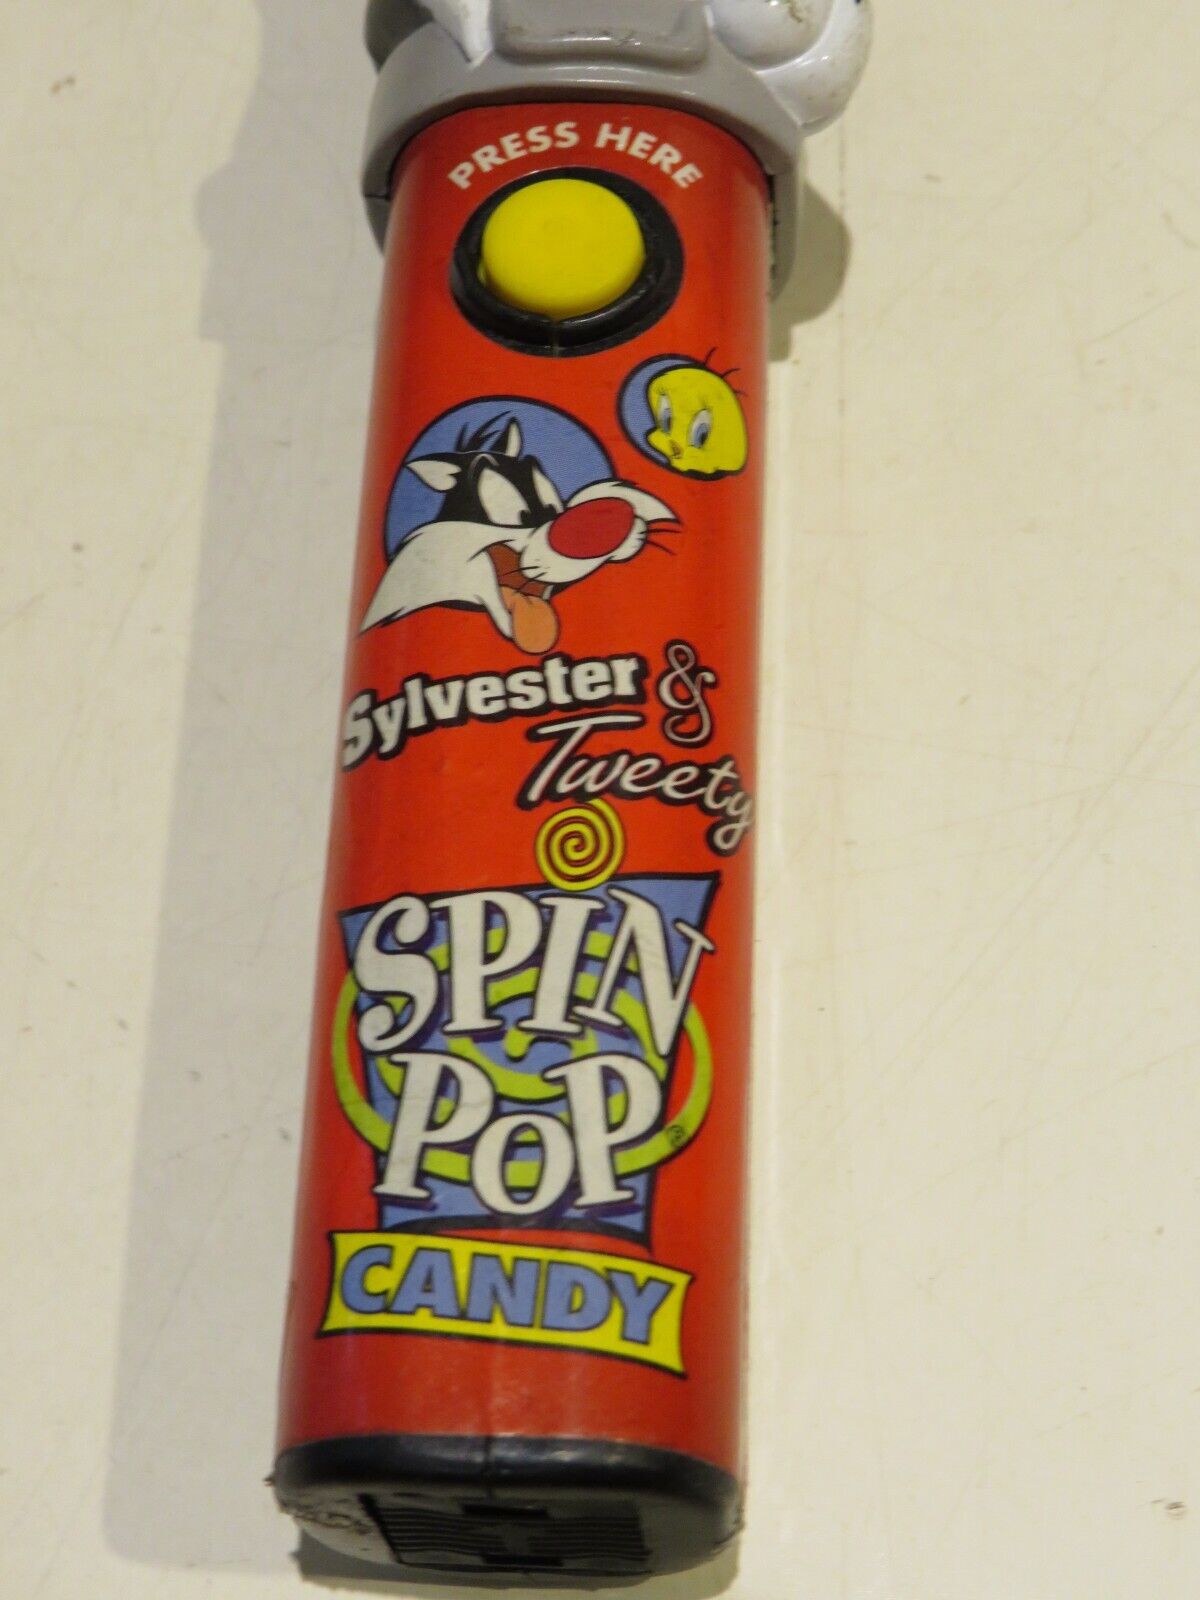 PRESS HERE
Sylvester &
Tweety
SPIN
POP®
CANDY